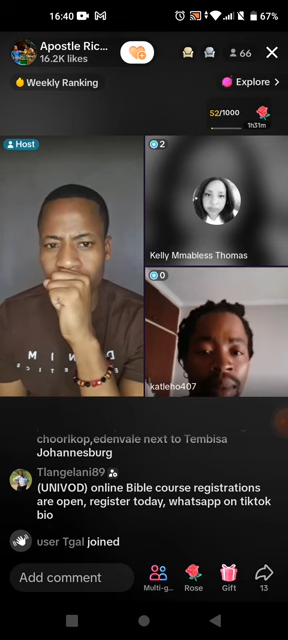 16:40
67%
Apostle Ric...
16.2K likes
66
Weekly Ranking
Explore >
52/1000
1h31m
Host
2
Kelly Mmabless Thomas
0
katleho407
choorlkop,edenvale next to Tembisa
Johannesburg
Tlangelani89
(UNIVOD) online Bible course registrations
are open, register today, whatsapp on tiktok
bio
user Tgal joined
Add comment
Multi-g...
Rose
Gift
13